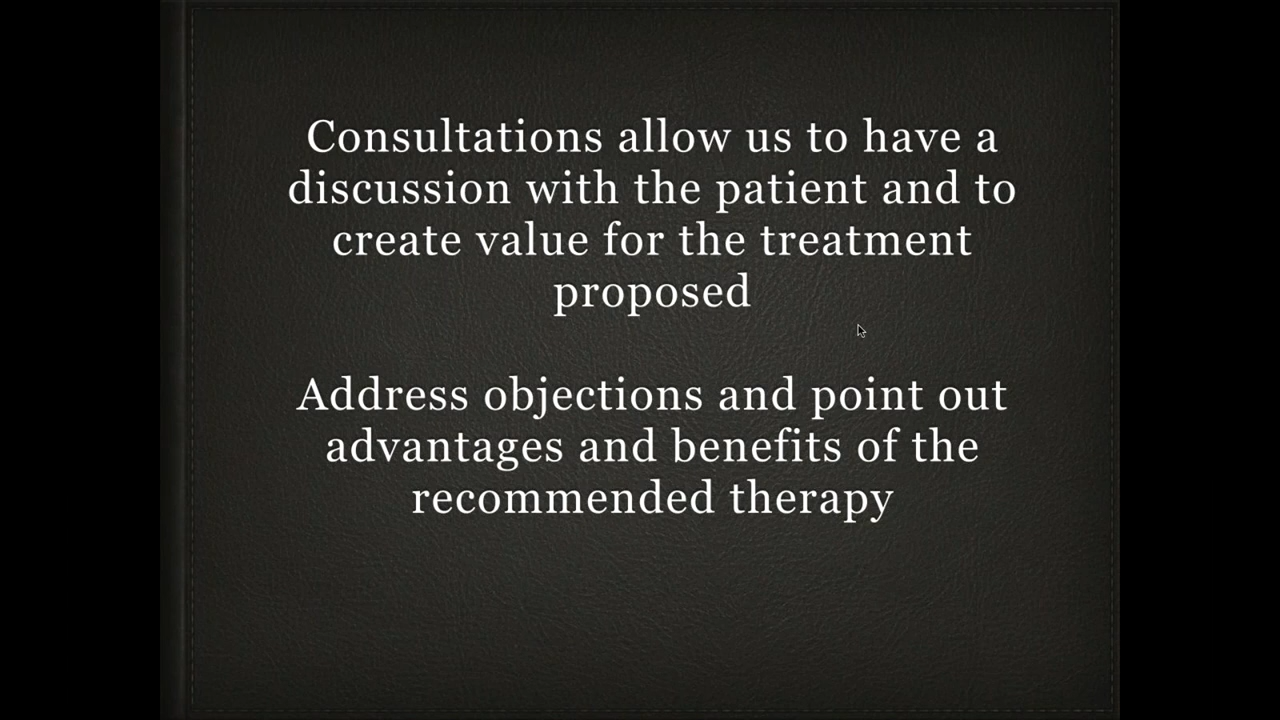 Consultations allow us to have a
discussion with the patient and to
create value for the treatment
proposed
Address objections and point out
advantages and benefits of the
recommended therapy